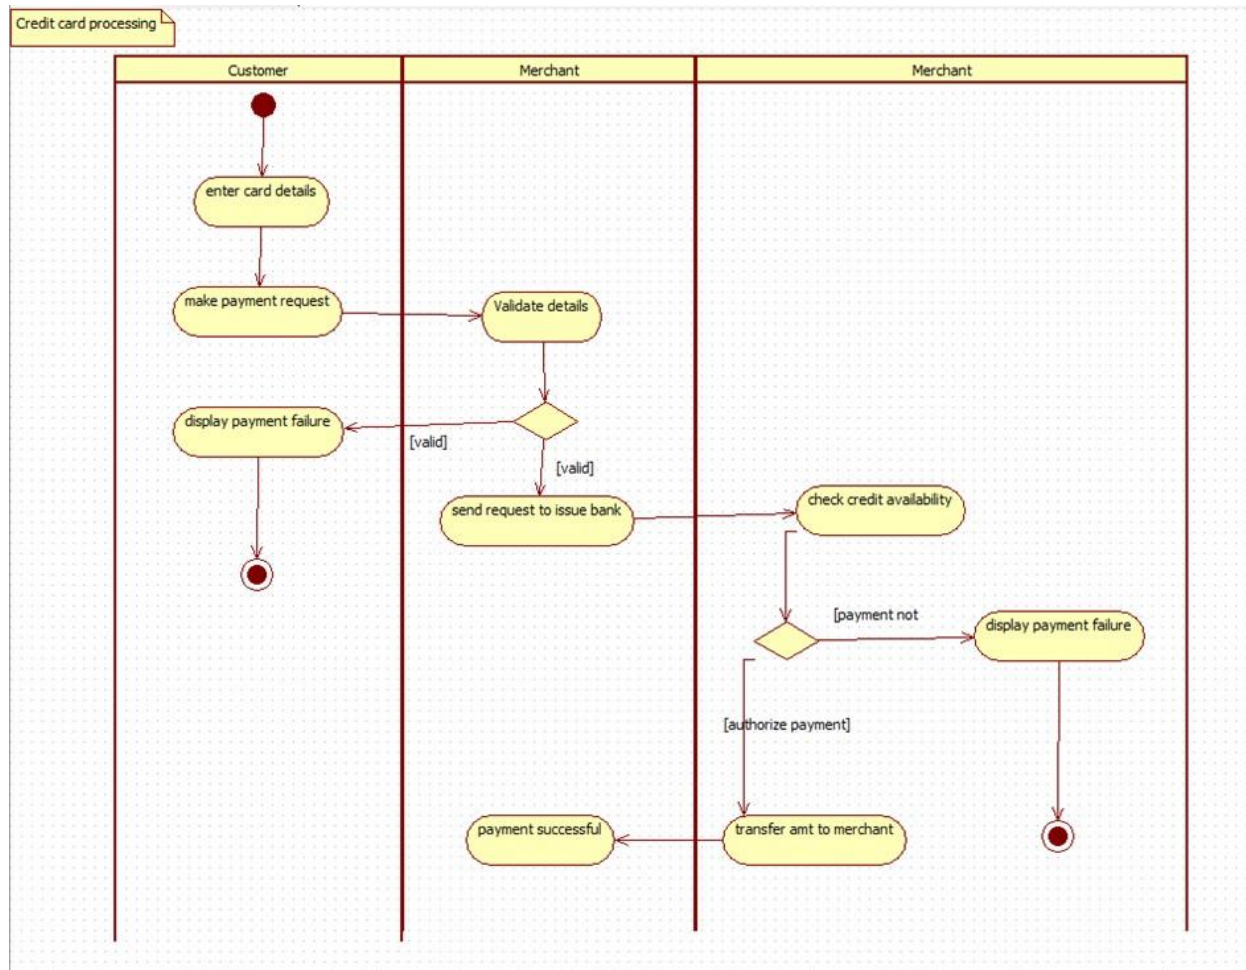 Credit card processing
Customer
Merchant
Merchant
enter card details
make payment request
Validate details
display payment failure
[valid]
[valid]
send request to issue bank
check credit availability
[payment not
display payment failure
[authorize payment]
payment successful
transfer amt to merchant